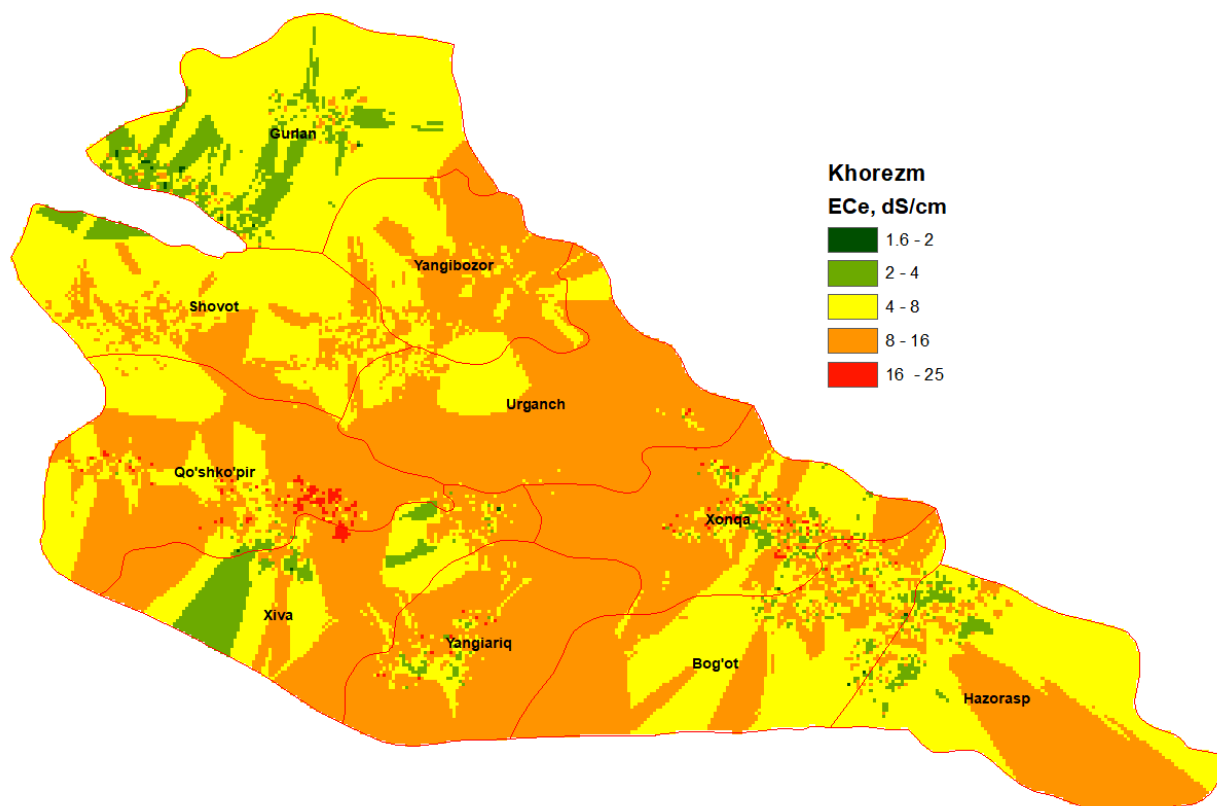 Gurlan
Khorezm
ECe, dS/cm
1.6 - 2
2 - 4
4 - 8
8 - 16
16 - 25
Yangibozor
Shovot
Urganch
Qo'shko'pir
Xonqa
Xiva
Yangiariq
Bog'ot
Hazorasp